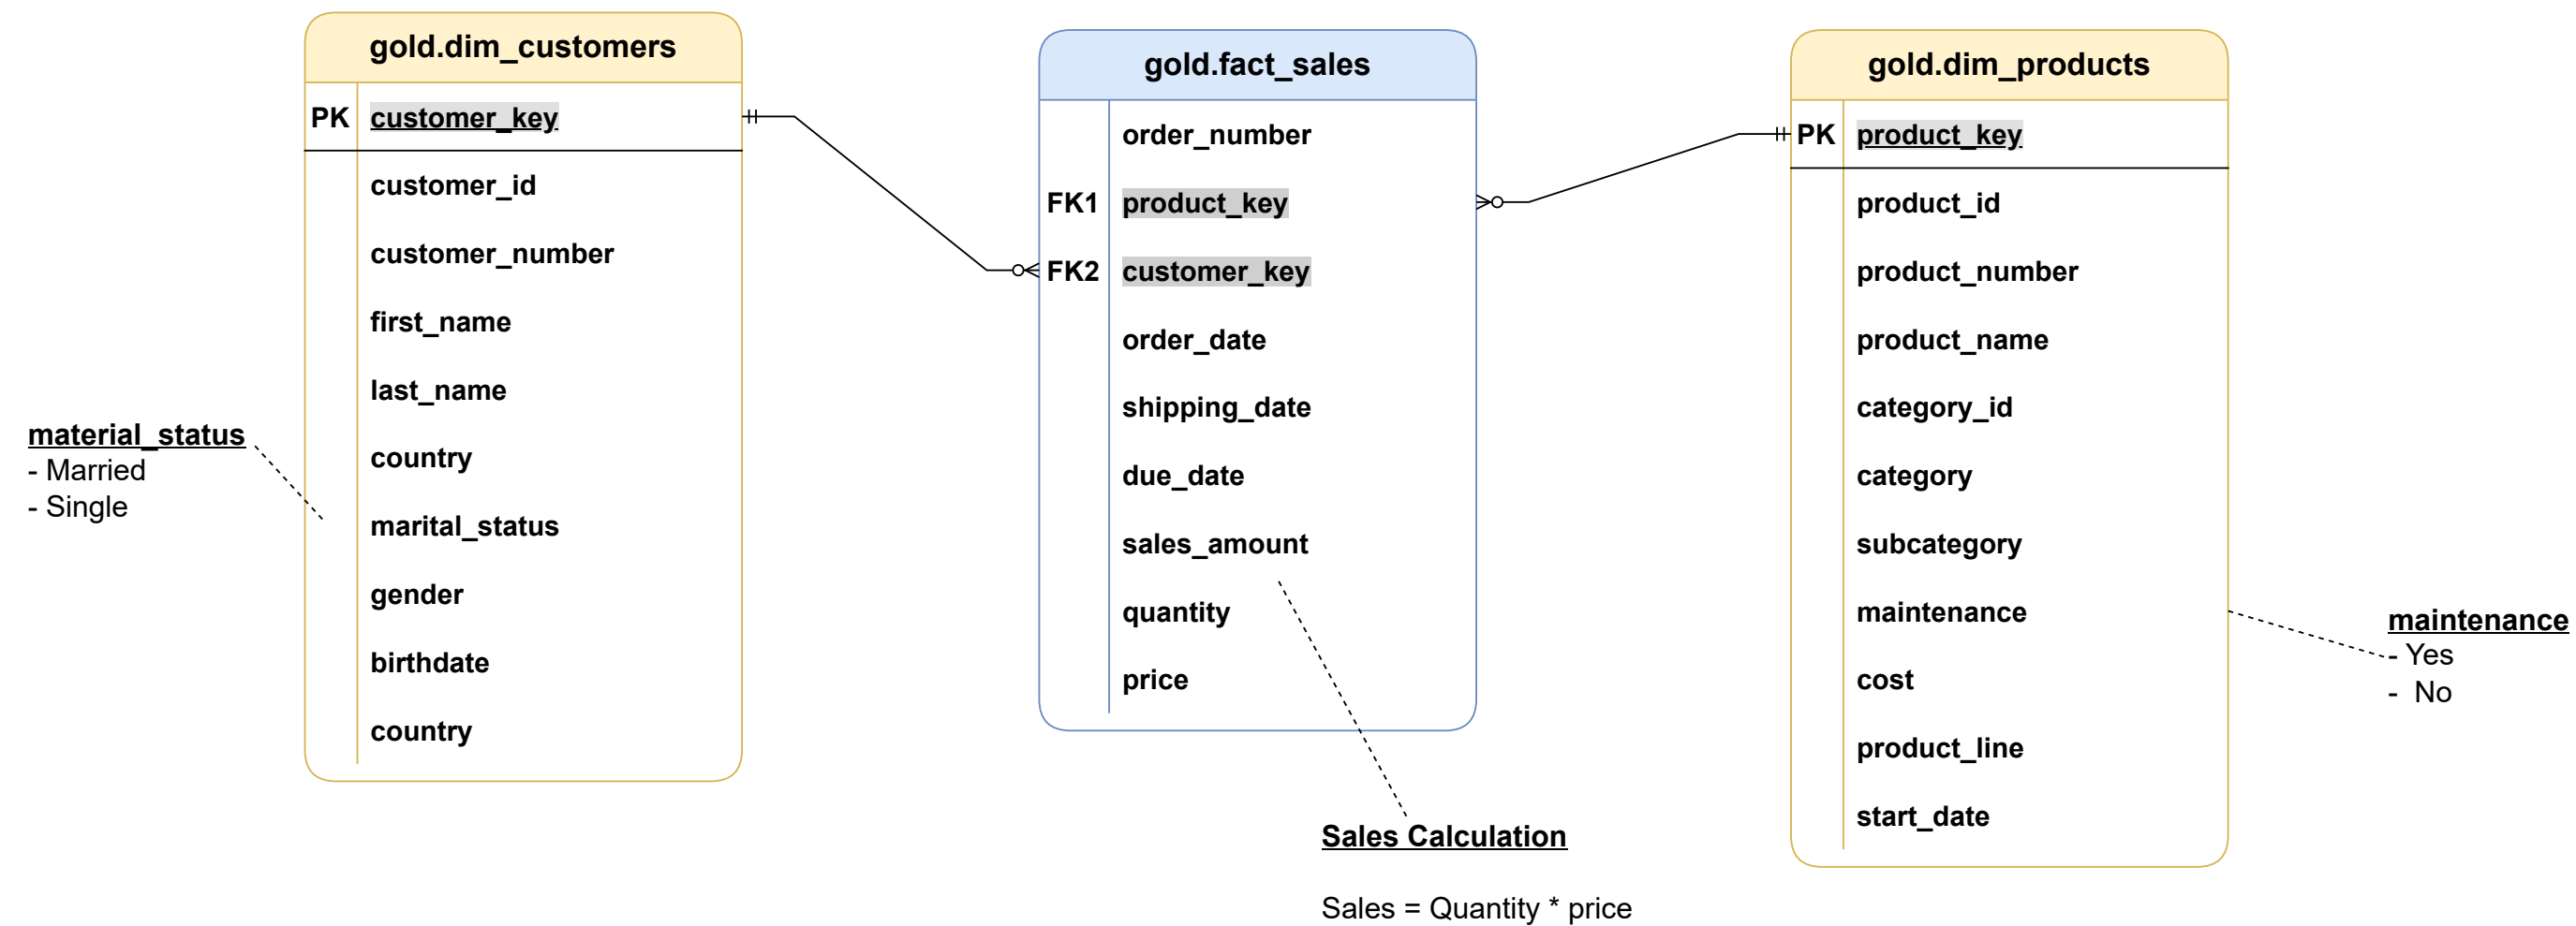 gold.dim_customers
PK customer_key
customer_id
customer_number
first_name
last_name
country
marital_status
gender
birthdate
country
material_status
- Married
- Single
gold.fact_sales
order_number
FK1 product_key
FK2 customer_key
order_date
shipping_date
due_date
sales_amount
quantity
price
Sales Calculation
Sales = Quantity * price
gold.dim_products
PK product_key
product_id
product_number
product_name
category_id
category
subcategory
maintenance
cost
product_line
start_date
maintenance
- Yes
- No